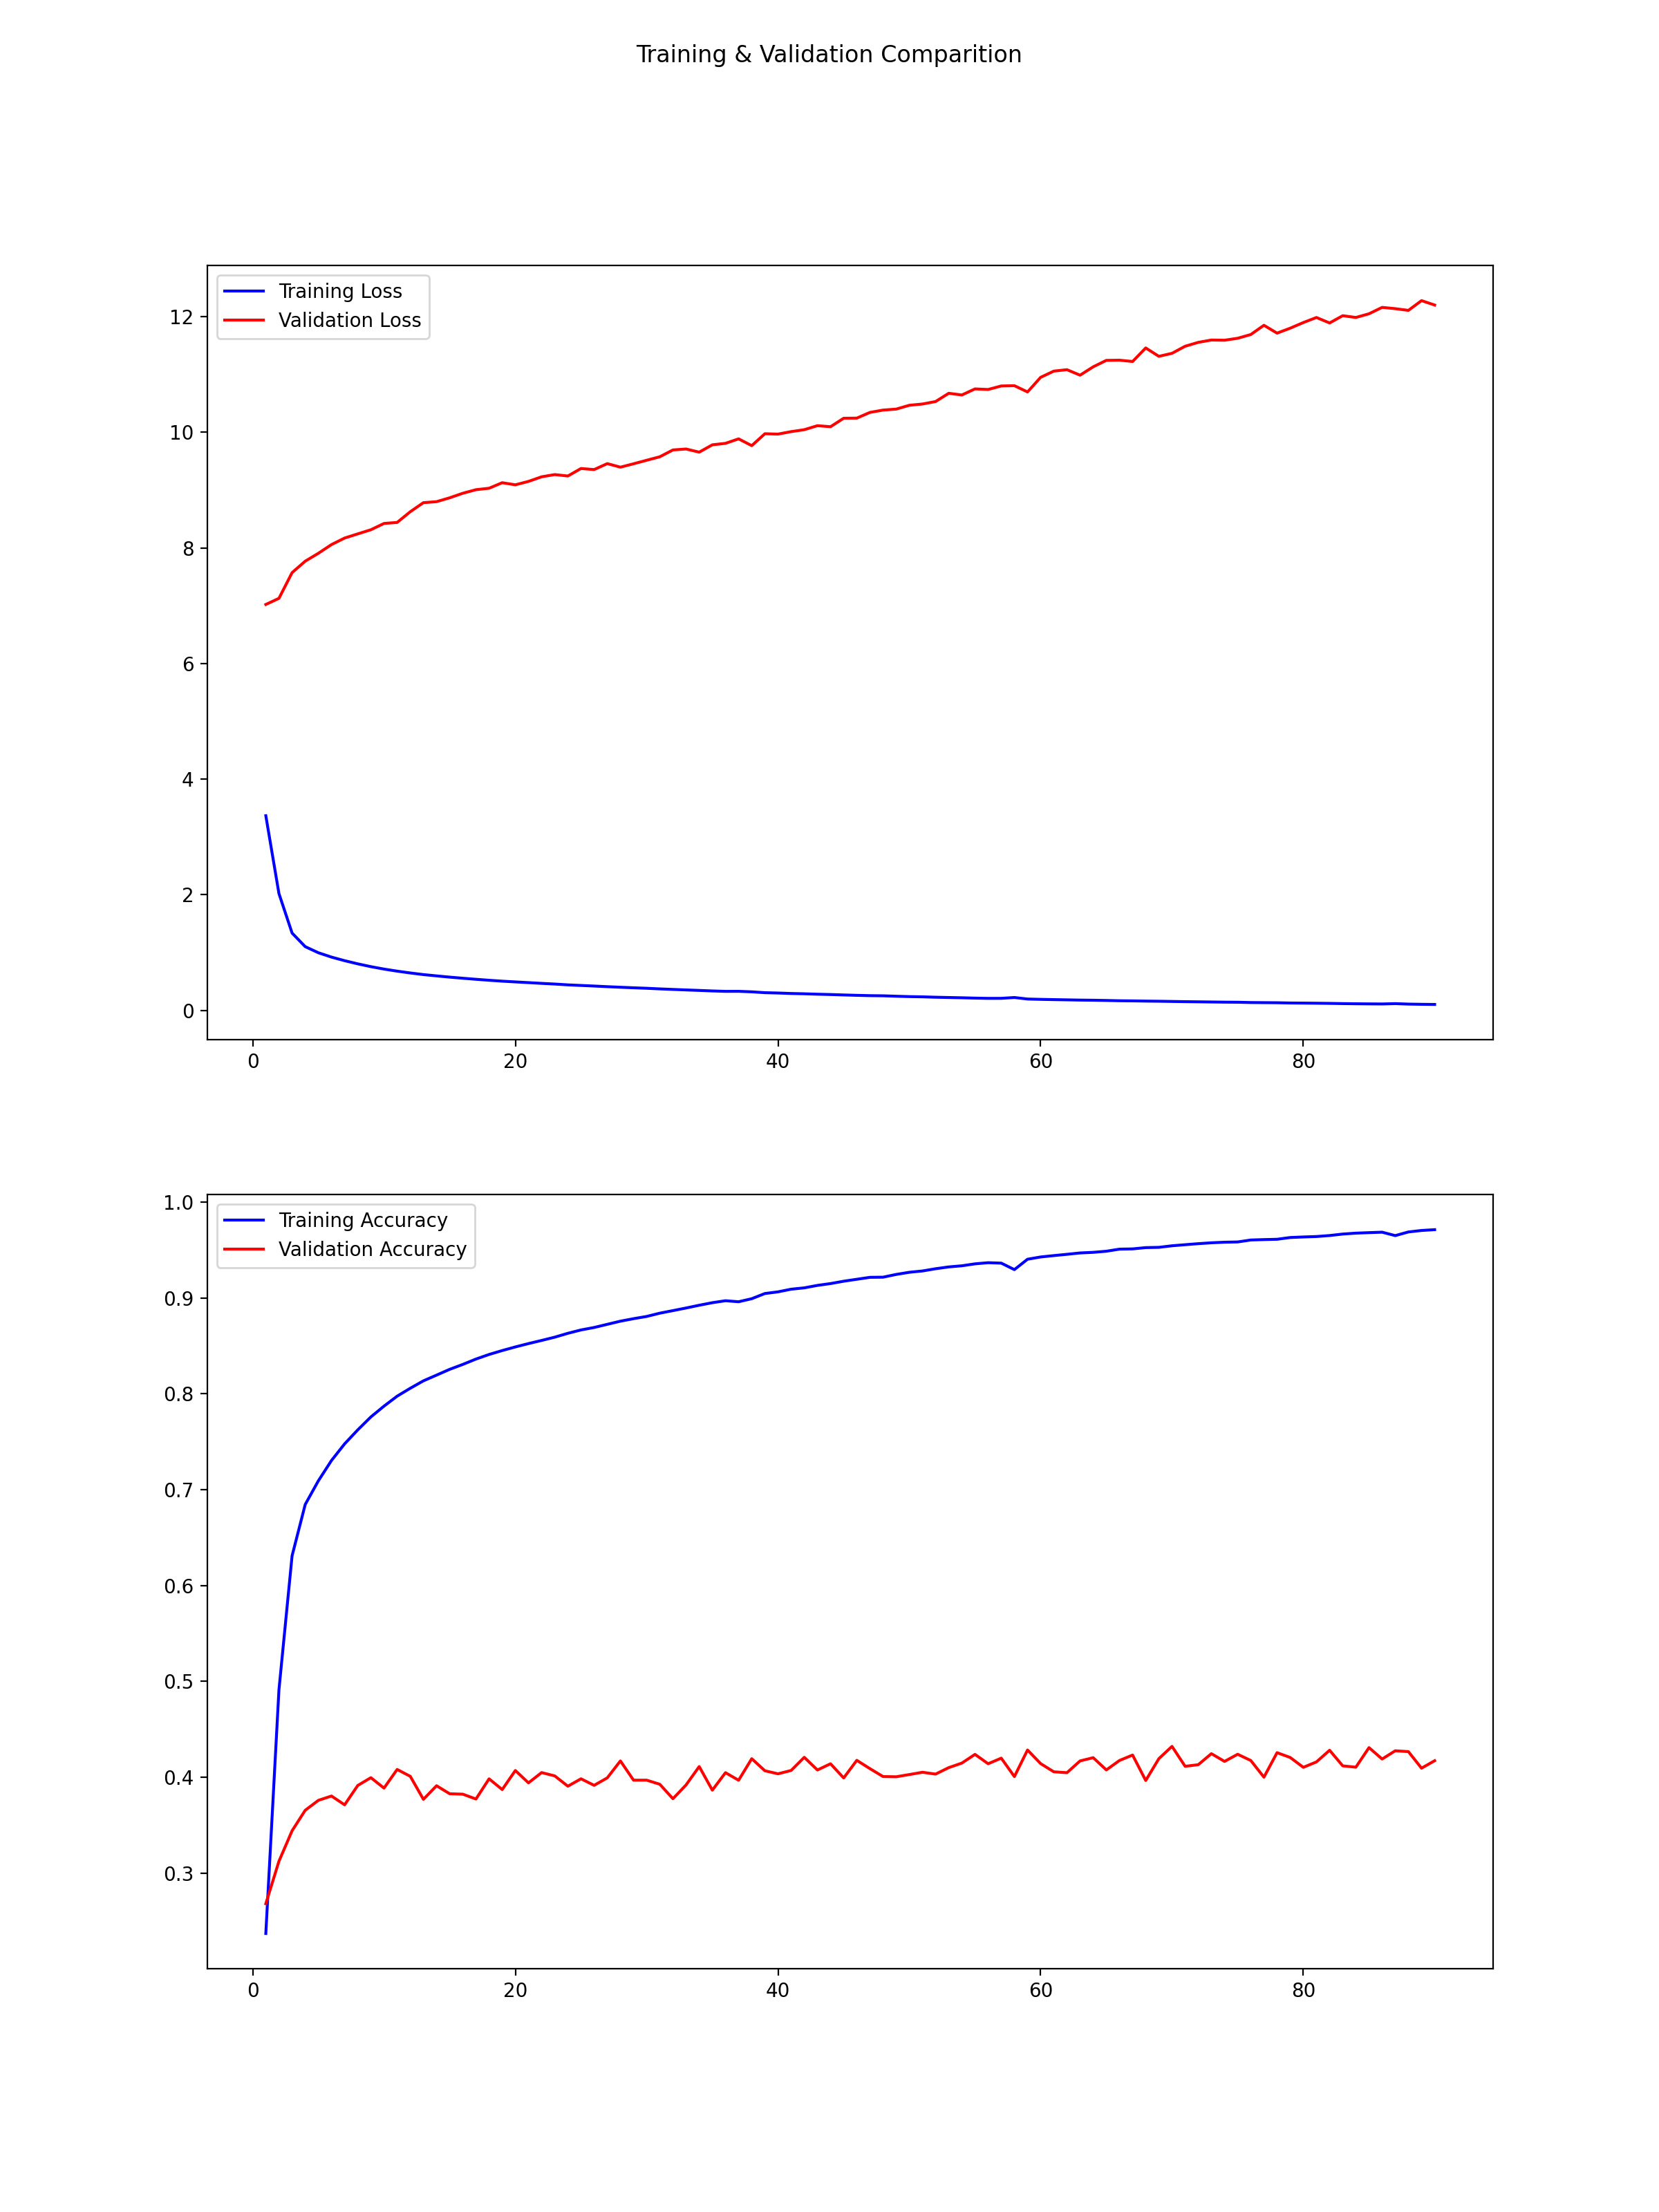 Training & Validation Comparition
Training Loss
Validation Loss
12
10
8
6
4
2
0
0 20 40 60 80
Training Accuracy
Validation Accuracy
1.0
0.9
0.8
0.7
0.6
0.5
0.4
0.3
0 20 40 60 80